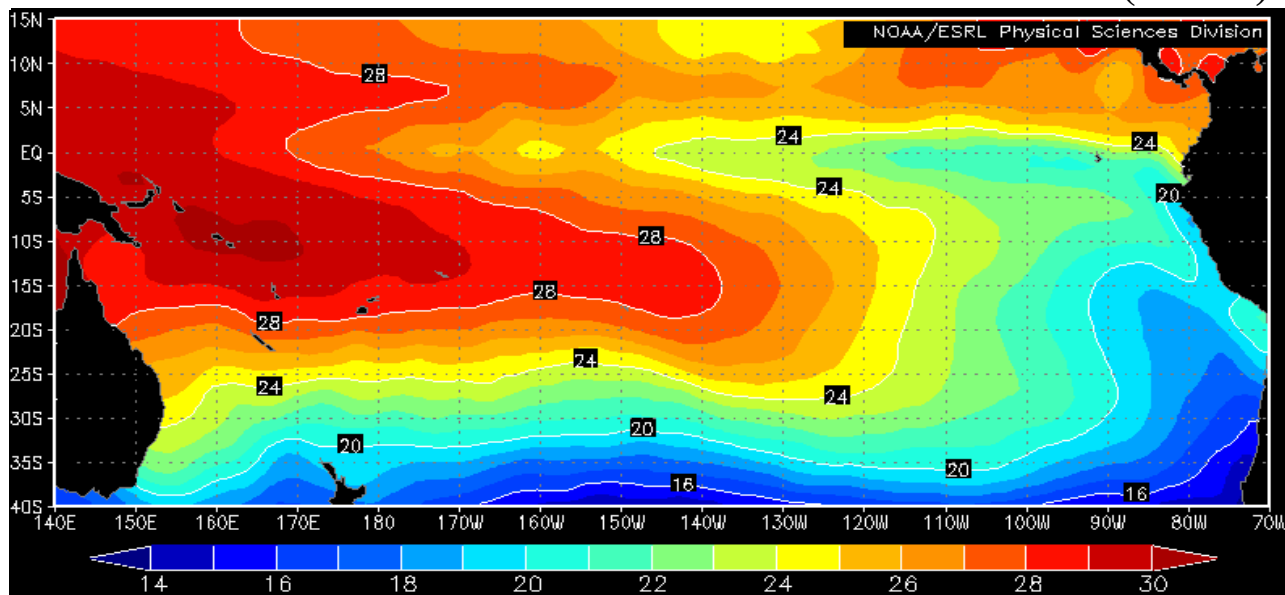 15N NOAA/ESRL Physical Sciences Division
10N 28
5N
EQ 24 24
5S 24 20
10S 28
15S 28
20S 28
25S 24 24 24
30S 20
35S 20 20
40S 16 16
140E 150E 160E 170E 180 170W 160W 150W 140W 130W 120W 110W 100W 90W 80W 70W
14 16 18 20 22 24 26 28 30